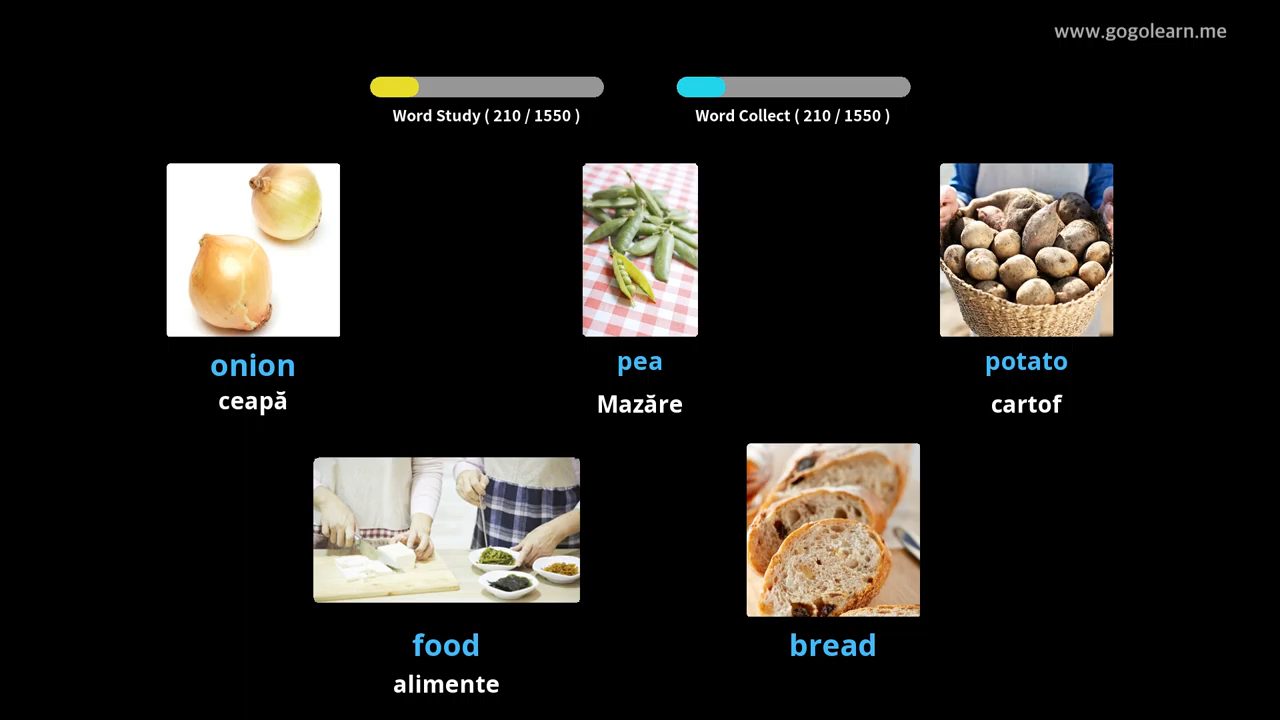 www.gogolearn.me
Word Study ( 210 / 1550 )
Word Collect ( 210 / 1550 )
onion
ceapă
pea
Mazăre
potato
cartof
food
alimente
bread